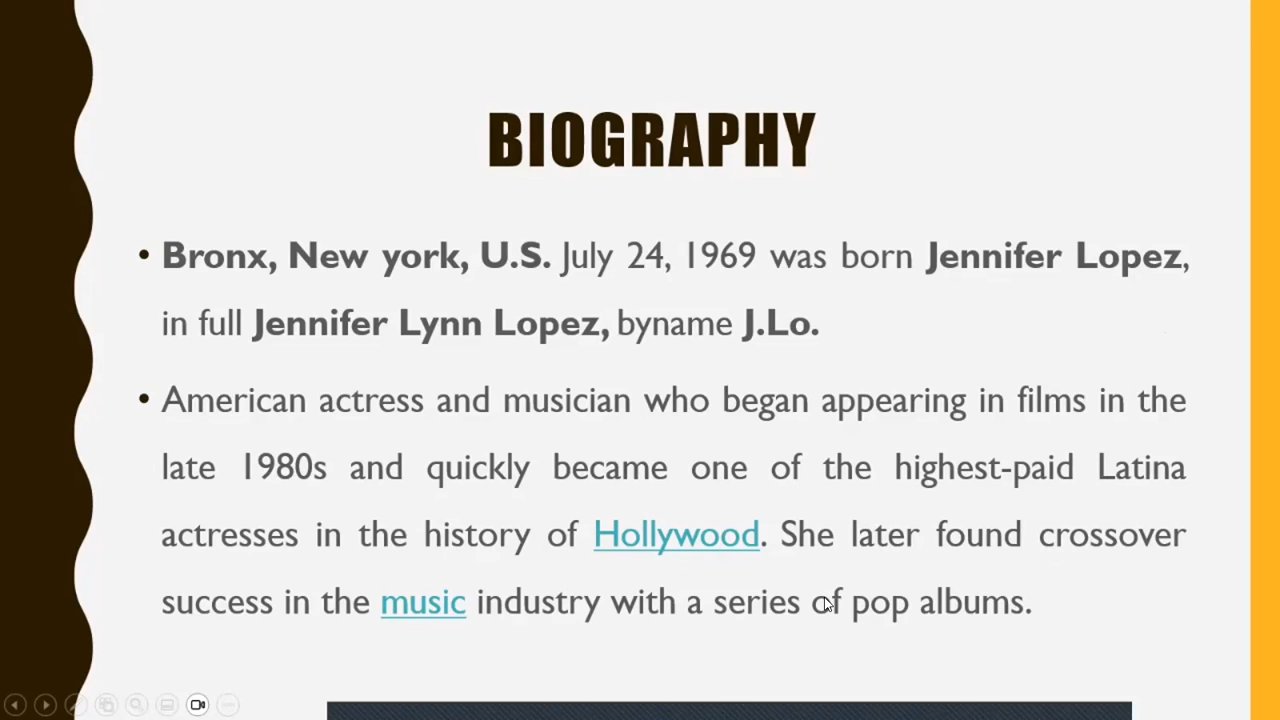 BIOGRAPHY
• Bronx, New york, U.S. July 24, 1969 was born Jennifer Lopez,
in full Jennifer Lynn Lopez, byname J.Lo.
• American actress and musician who began appearing in films in the
late 1980s and quickly became one of the highest-paid Latina
actresses in the history of Hollywood. She later found crossover
success in the music industry with a series of pop albums.